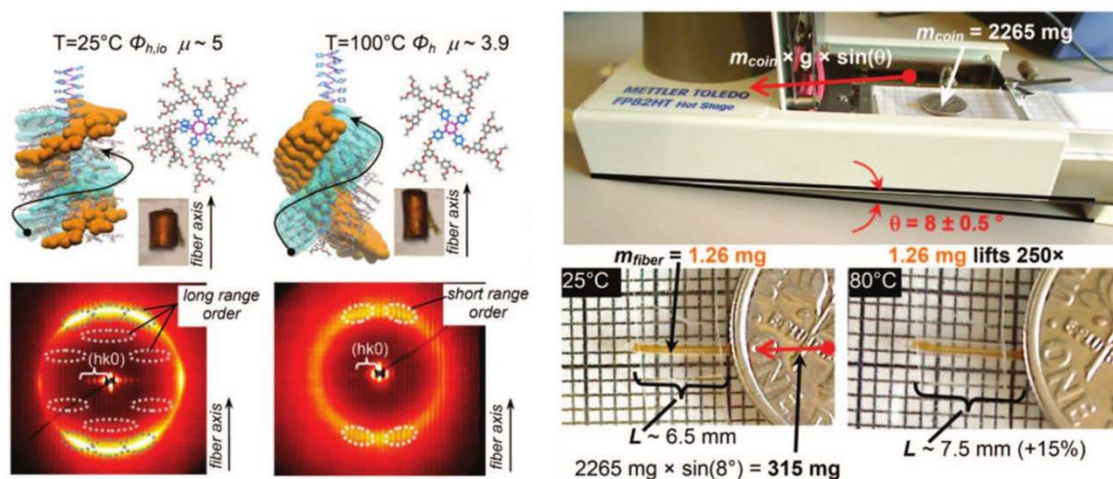 T=25°C Φh,io μ ~ 5
T=100°C Φh μ ~ 3.9
fiber axis
fiber axis
long range
order
(hk0)
fiber axis
short range
order
(hk0)
fiber axis
mcoin = 2265 mg
mcoin × g × sin(θ)
METTLER TOLEDO
FP82HT Hot Stage
θ = 8 ± 0.5 °
mfiber = 1.26 mg
1.26 mg lifts 250×
25°C
80°C
ONE
DIME
ONE
L ~ 6.5 mm
L ~ 7.5 mm (+15%)
2265 mg × sin(8°) = 315 mg